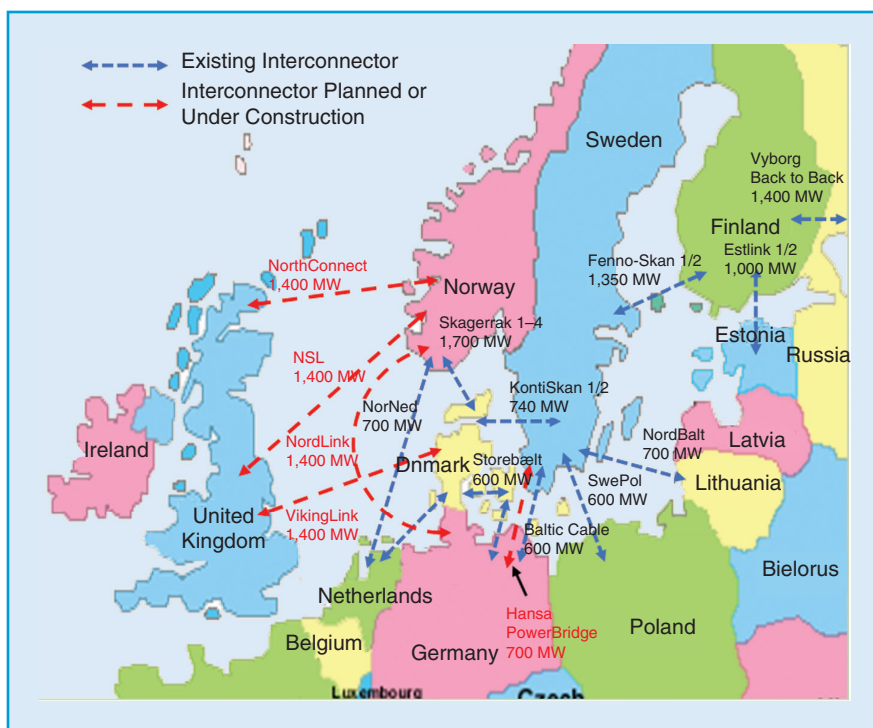 Existing Interconnector
Interconnector Planned or
Under Construction
Sweden
Vyborg
Back to Back
1,400 MW
Finland
Estlink 1/2
1,000 MW
Fenno-Skan 1/2
1,350 MW
NorthConnect
1,400 MW
Norway
Skagerrak 1–4
1,700 MW
Estonia
Russia
NSL
1,400 MW
KontiSkan 1/2
740 MW
NorNed
700 MW
Ireland
NordLink
1,400 MW
Dnmark
Storebælt
600 MW
NordBalt
700 MW
Latvia
Lithuania
SwePol
600 MW
United
Kingdom
VikingLink
1,400 MW
Baltic Cable
600 MW
Bielorus
Netherlands
Hansa
PowerBridge
700 MW
Poland
Belgium
Germany
Luxembourg
Czech